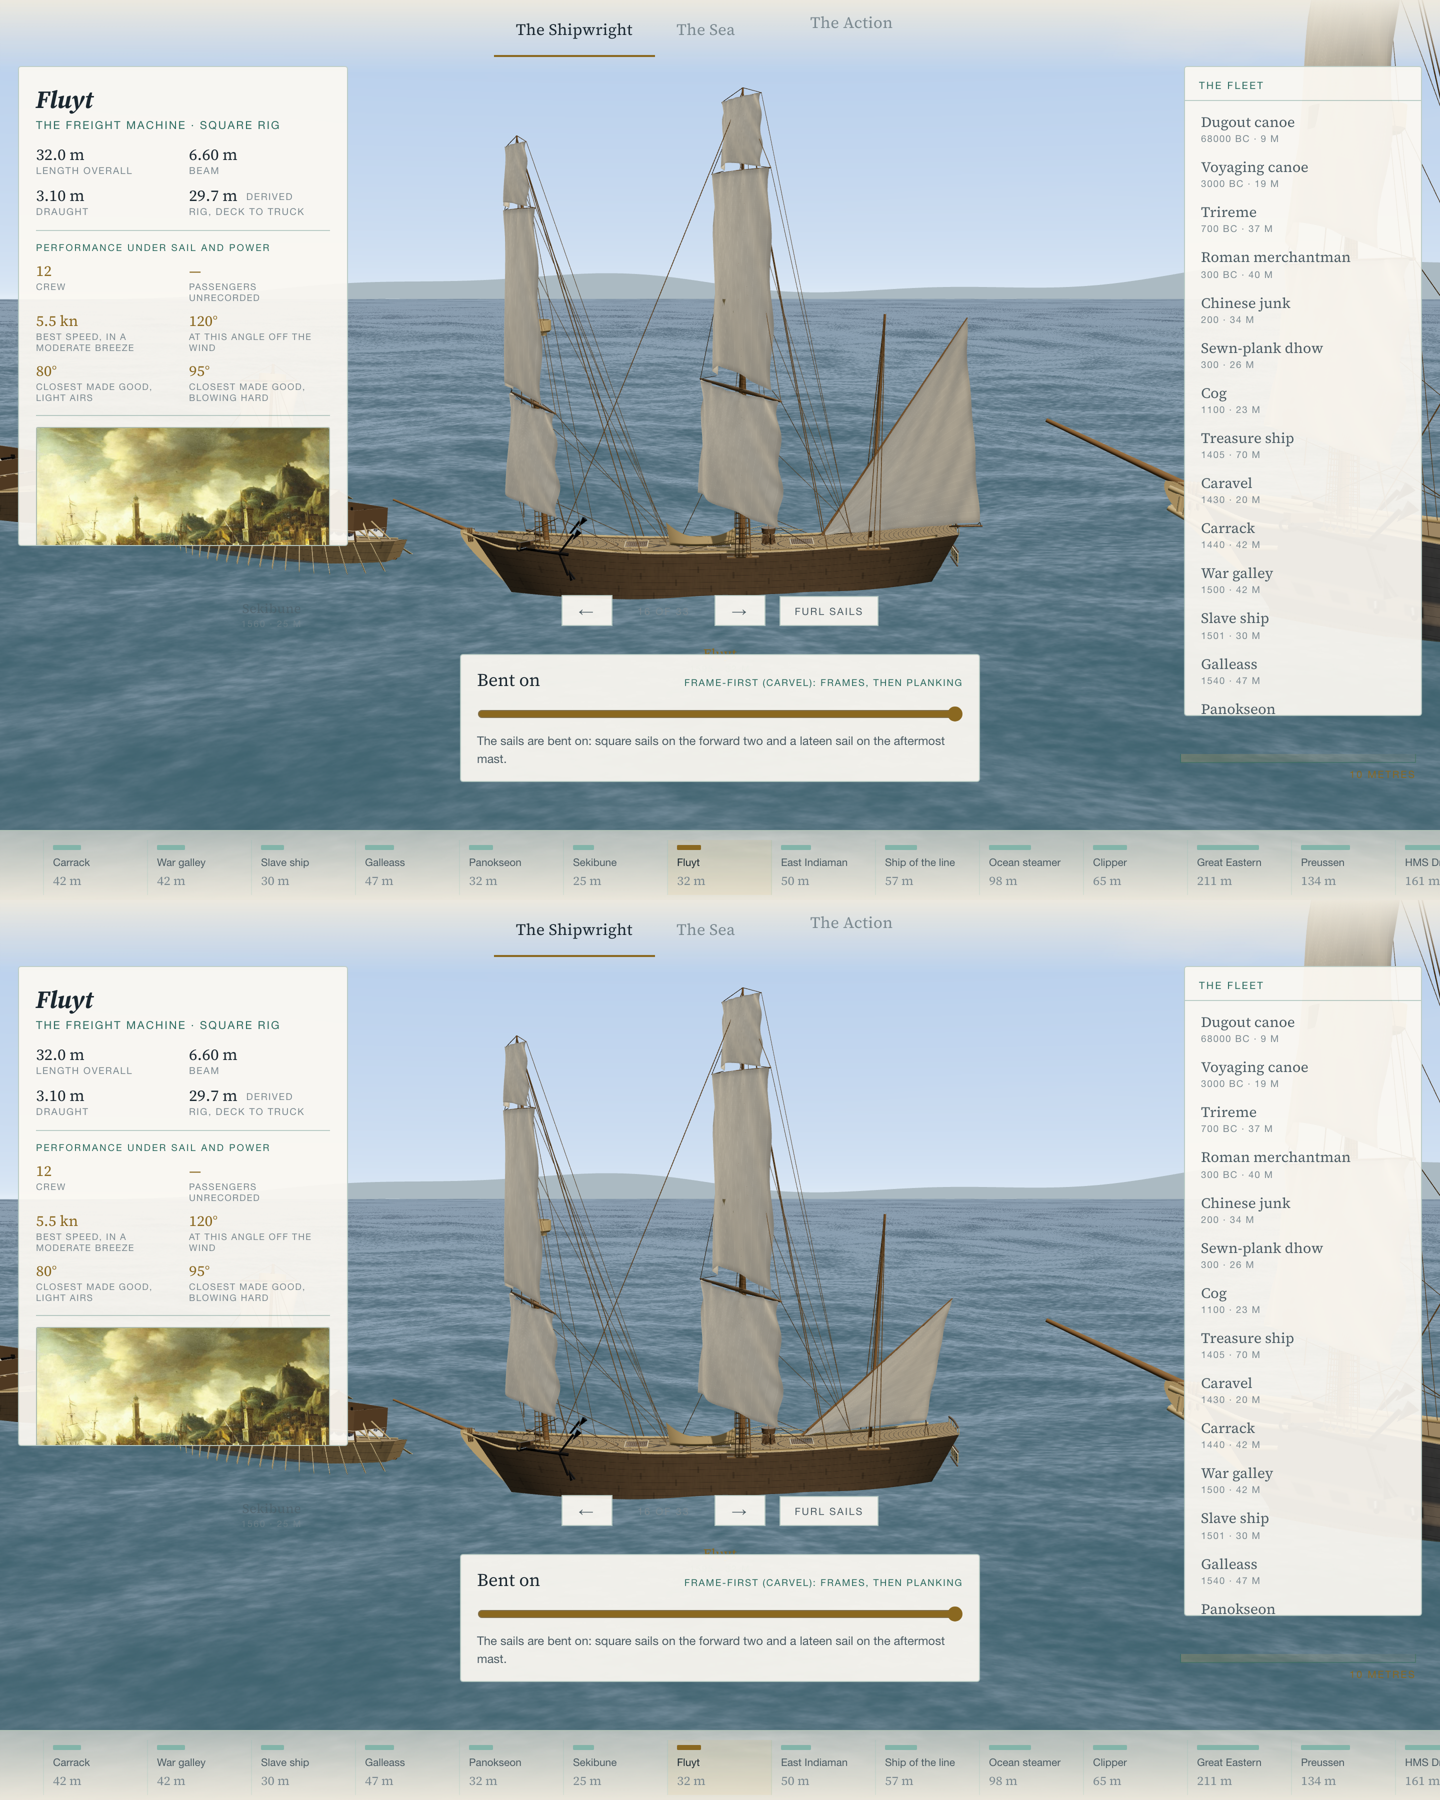 The Shipwright
The Sea
The Action
Fluyt
THE FREIGHT MACHINE · SQUARE RIG
32.0 m
LENGTH OVERALL
6.60 m
BEAM
3.10 m
DRAUGHT
29.7 m DERIVED
RIG, DECK TO TRUCK
PERFORMANCE UNDER SAIL AND POWER
12
CREW
—
PASSENGERS
UNRECORDED
5.5 kn
BEST SPEED, IN A
MODERATE BREEZE
120°
AT THIS ANGLE OFF THE
WIND
80°
CLOSEST MADE GOOD,
LIGHT AIRS
95°
CLOSEST MADE GOOD,
BLOWING HARD
Sekibune
THE FLEET
Dugout canoe
68000 BC · 9 M
Voyaging canoe
3000 BC · 19 M
Trireme
700 BC · 37 M
Roman merchantman
300 BC · 40 M
Chinese junk
200 · 34 M
Sewn-plank dhow
300 · 26 M
Cog
1100 · 23 M
Treasure ship
1405 · 70 M
Caravel
1430 · 20 M
Carrack
1440 · 42 M
War galley
1500 · 42 M
Slave ship
1501 · 30 M
Galleass
1540 · 47 M
Panokseon
←
→
FURL SAILS
Bent on
FRAME-FIRST (CARVEL): FRAMES, THEN PLANKING
The sails are bent on: square sails on the forward two and a lateen sail on the aftermost
mast.
Carrack
42 m
War galley
42 m
Slave ship
30 m
Galleass
47 m
Panokseon
32 m
Sekibune
25 m
Fluyt
32 m
East Indiaman
50 m
Ship of the line
57 m
Ocean steamer
98 m
Clipper
65 m
Great Eastern
211 m
Preussen
134 m
HMS D
161 m
The Shipwright
The Sea
The Action
Fluyt
THE FREIGHT MACHINE · SQUARE RIG
32.0 m
LENGTH OVERALL
6.60 m
BEAM
3.10 m
DRAUGHT
29.7 m DERIVED
RIG, DECK TO TRUCK
PERFORMANCE UNDER SAIL AND POWER
12
CREW
—
PASSENGERS
UNRECORDED
5.5 kn
BEST SPEED, IN A
MODERATE BREEZE
120°
AT THIS ANGLE OFF THE
WIND
80°
CLOSEST MADE GOOD,
LIGHT AIRS
95°
CLOSEST MADE GOOD,
BLOWING HARD
Sekibune
THE FLEET
Dugout canoe
68000 BC · 9 M
Voyaging canoe
3000 BC · 19 M
Trireme
700 BC · 37 M
Roman merchantman
300 BC · 40 M
Chinese junk
200 · 34 M
Sewn-plank dhow
300 · 26 M
Cog
1100 · 23 M
Treasure ship
1405 · 70 M
Caravel
1430 · 20 M
Carrack
1440 · 42 M
War galley
1500 · 42 M
Slave ship
1501 · 30 M
Galleass
1540 · 47 M
Panokseon
←
→
FURL SAILS
Bent on
FRAME-FIRST (CARVEL): FRAMES, THEN PLANKING
The sails are bent on: square sails on the forward two and a lateen sail on the aftermost
mast.
Carrack
42 m
War galley
42 m
Slave ship
30 m
Galleass
47 m
Panokseon
32 m
Sekibune
25 m
Fluyt
32 m
East Indiaman
50 m
Ship of the line
57 m
Ocean steamer
98 m
Clipper
65 m
Great Eastern
211 m
Preussen
134 m
HMS D
161 m